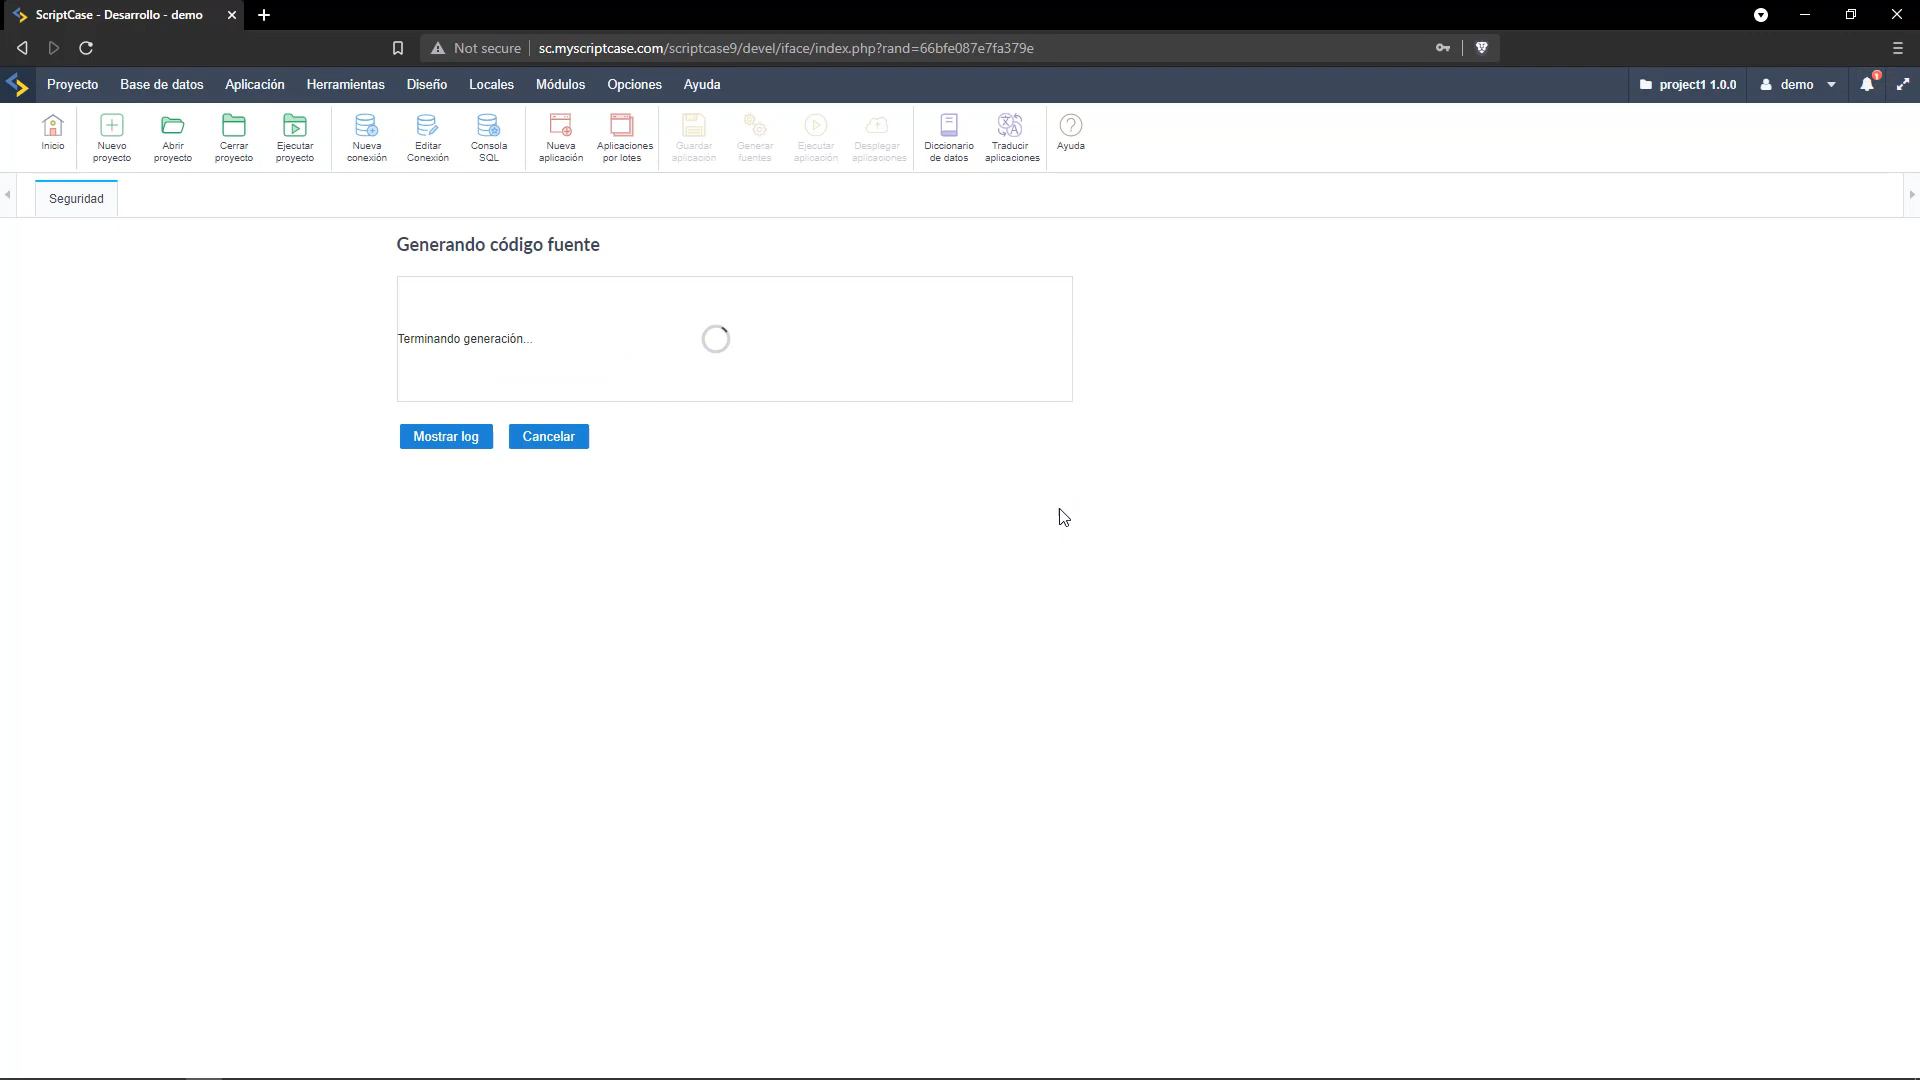 ScriptCase - Desarrollo - demo
Not secure
sc.myscriptcase.com/scriptcase9/devel/iface/index.php?rand=66bfe087e7fa379e
Proyecto
Base de datos
Aplicación
Herramientas
Diseño
Locales
Módulos
Opciones
Ayuda
project1 1.0.0
demo
1
Inicio
Nuevo
proyecto
Abrir
proyecto
Cerrar
proyecto
Ejecutar
proyecto
Nueva
conexión
Editar
Conexión
Consola
SQL
Nueva
aplicación
Aplicaciones
por lotes
Guardar
aplicación
Generar
fuentes
Ejecutar
aplicación
Desplegar
aplicaciones
Diccionario
de datos
Traducir
aplicaciones
Ayuda
Seguridad
Generando código fuente
Terminando generación...
Mostrar log
Cancelar